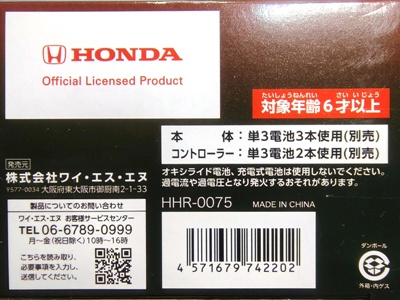 HONDA
Official Licensed Product
たいしょうねんれい さい いじょう
対象年齢6才以上
本 体:単3電池3本使用(別売)
コントローラー:単3電池2本使用(別売)
オキシライド電池、充電式電池は使用しないでください。
過電流や過電圧となり発火するおそれがあります。
発売元
株式会社ワイ・エス・エヌ
〒577-0034 大阪府東大阪市御厨南2-1-33
製品についてのお問い合わせ
ワイ・エス・エヌ お客様サービスセンター
TEL 06-6789-0999
月〜金(祝日除く)10時〜16時
こちらを読み取り、
必要事項を入力し、
送信してください。
HHR-0075 MADE IN CHINA
4 571679 742202
ダンボール
外箱・内ゲス